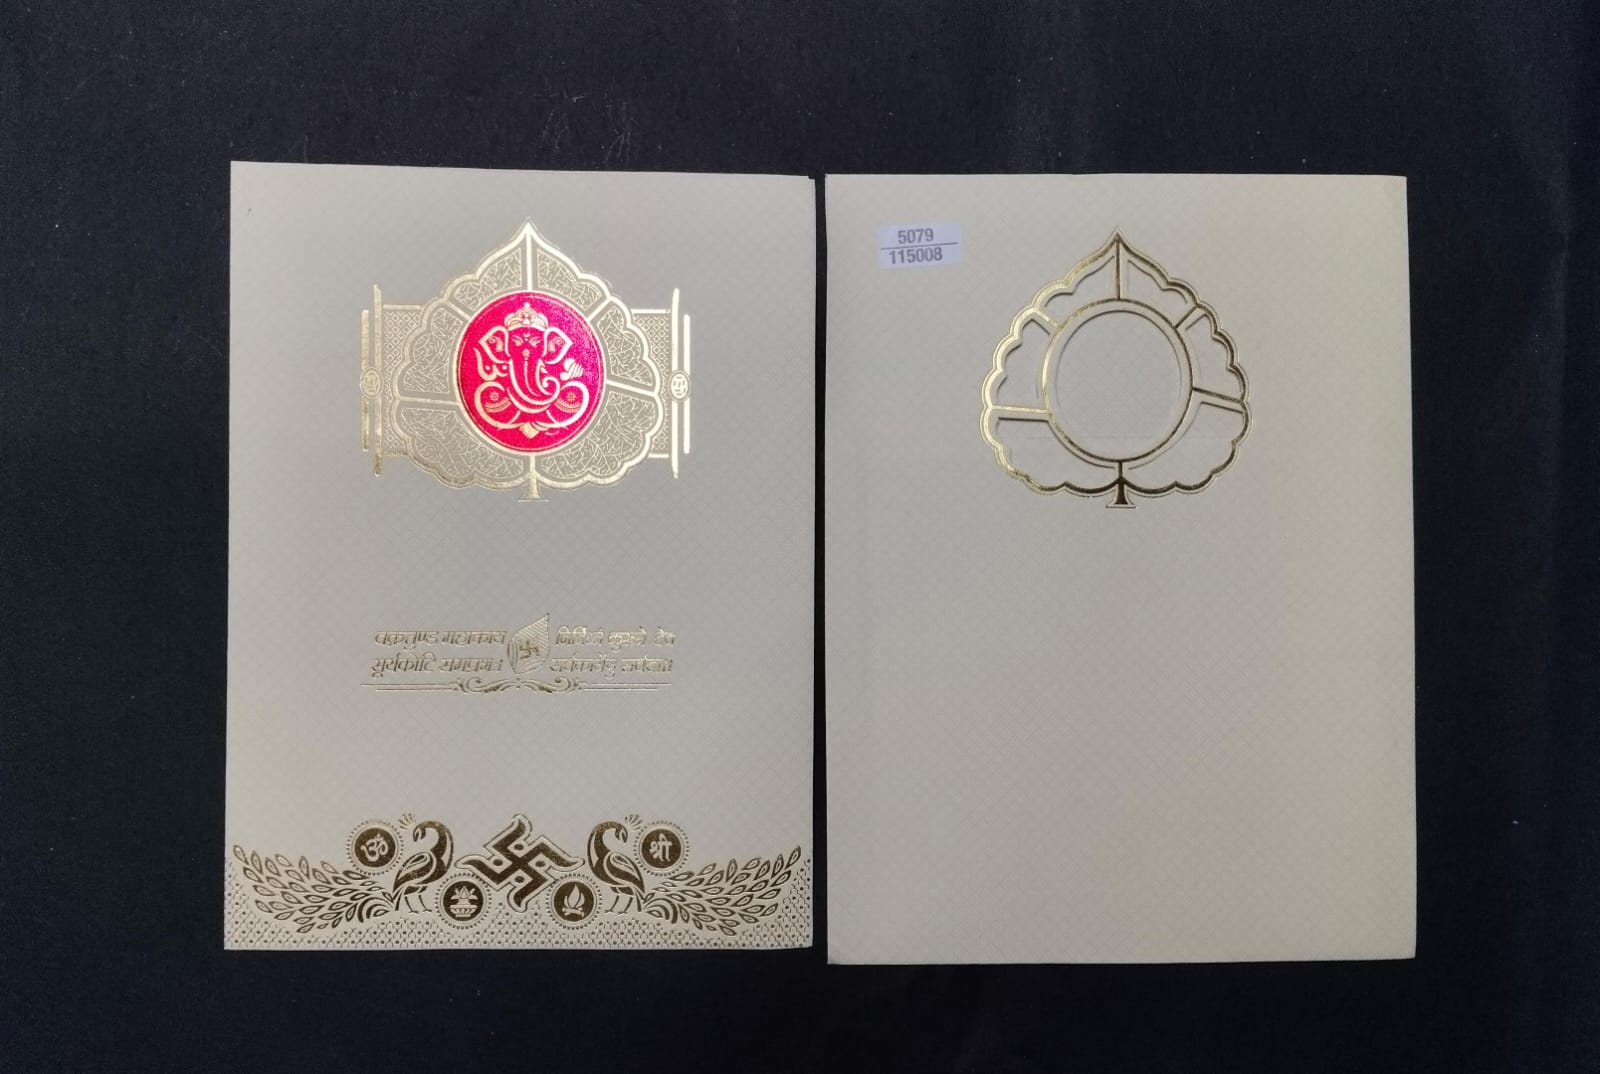 वक्रतुण्ड महाकाय
सूर्यकोटि समप्रभ।
निर्विघ्नं कुरुमे देव
सर्वकार्येषु सर्वदा॥
ॐ
श्री
5079
115008